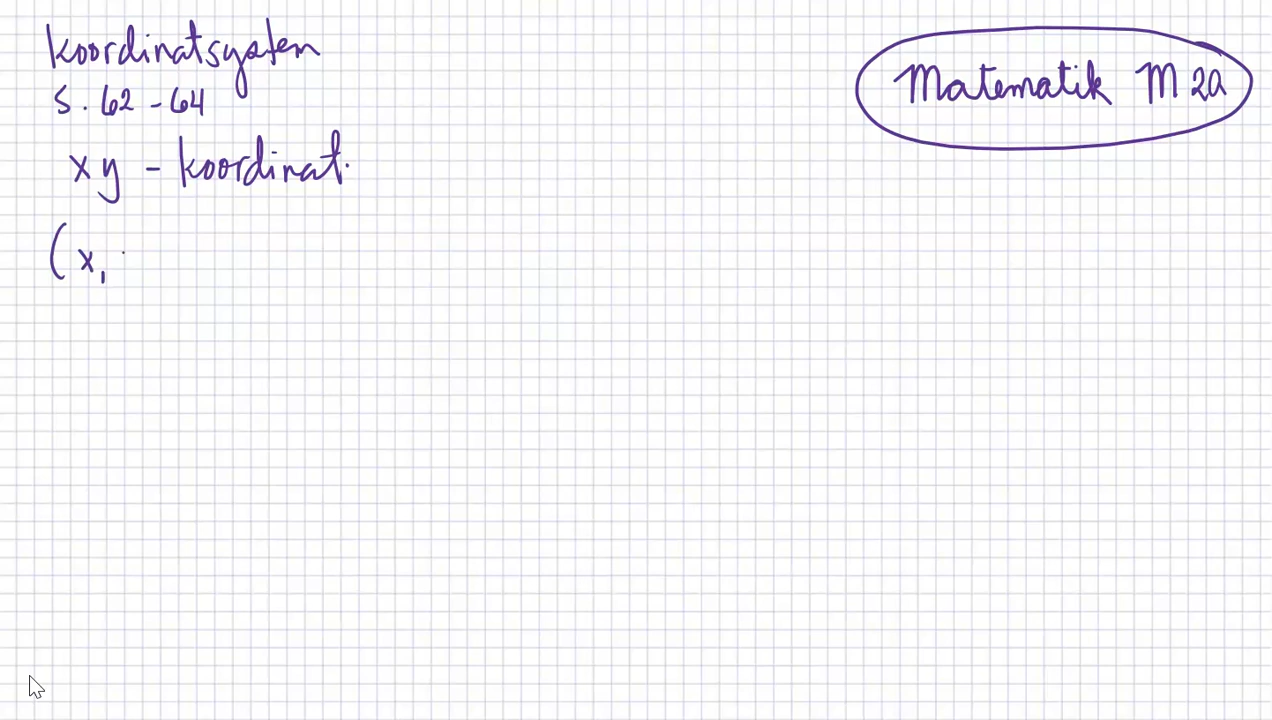 Koordinatsystem
Matematik M 2a
s. 62 - 64
xy - koordinat.
(x,